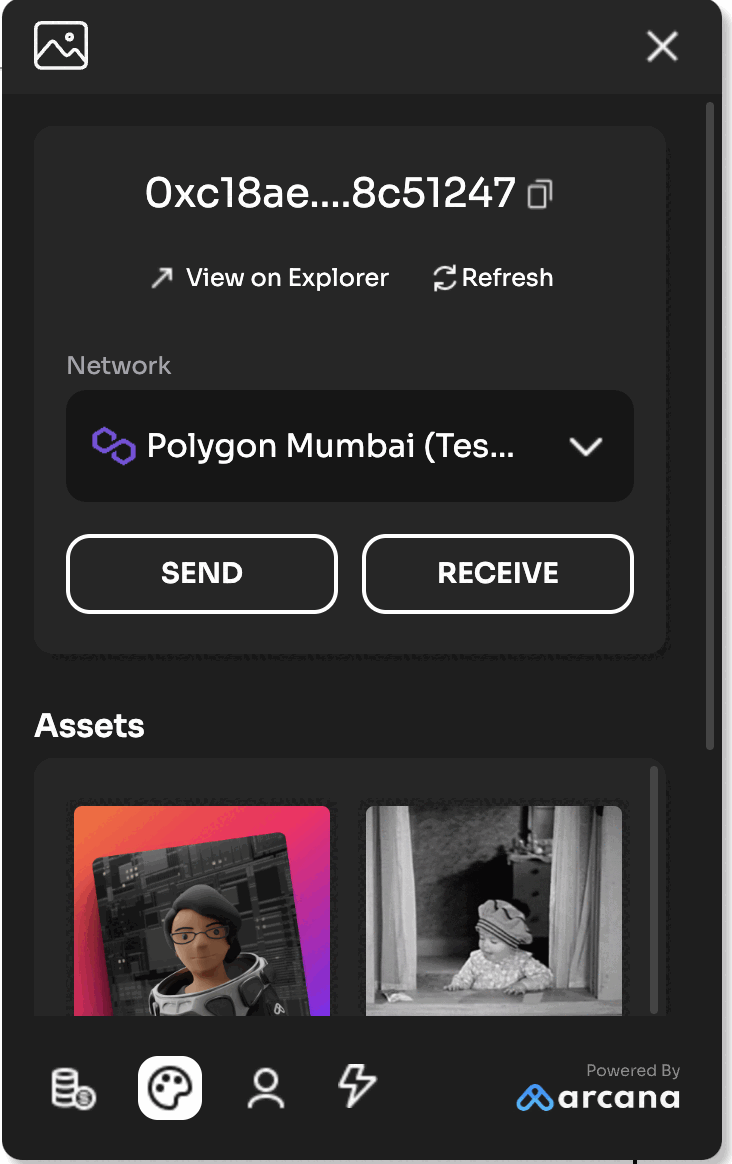 0xc18ae....8c51247
View on Explorer Refresh
Network
Polygon Mumbai (Tes...
SEND RECEIVE
Assets
Powered By
arcana